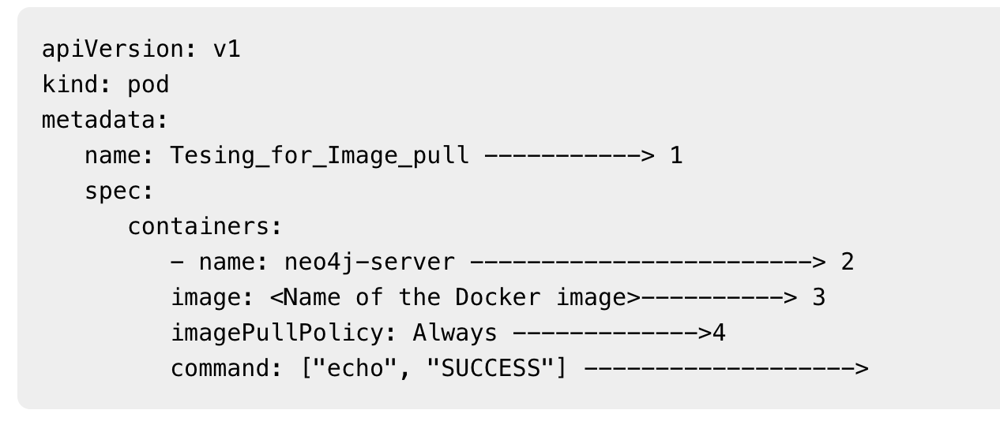 apiVersion: v1
kind: pod
metadata:
   name: Tesing_for_Image_pull -----------> 1
   spec:
      containers:
         - name: neo4j-server ------------------------> 2
         image: <Name of the Docker image>----------> 3
         imagePullPolicy: Always ------------->4
         command: ["echo", "SUCCESS"] ------------------->